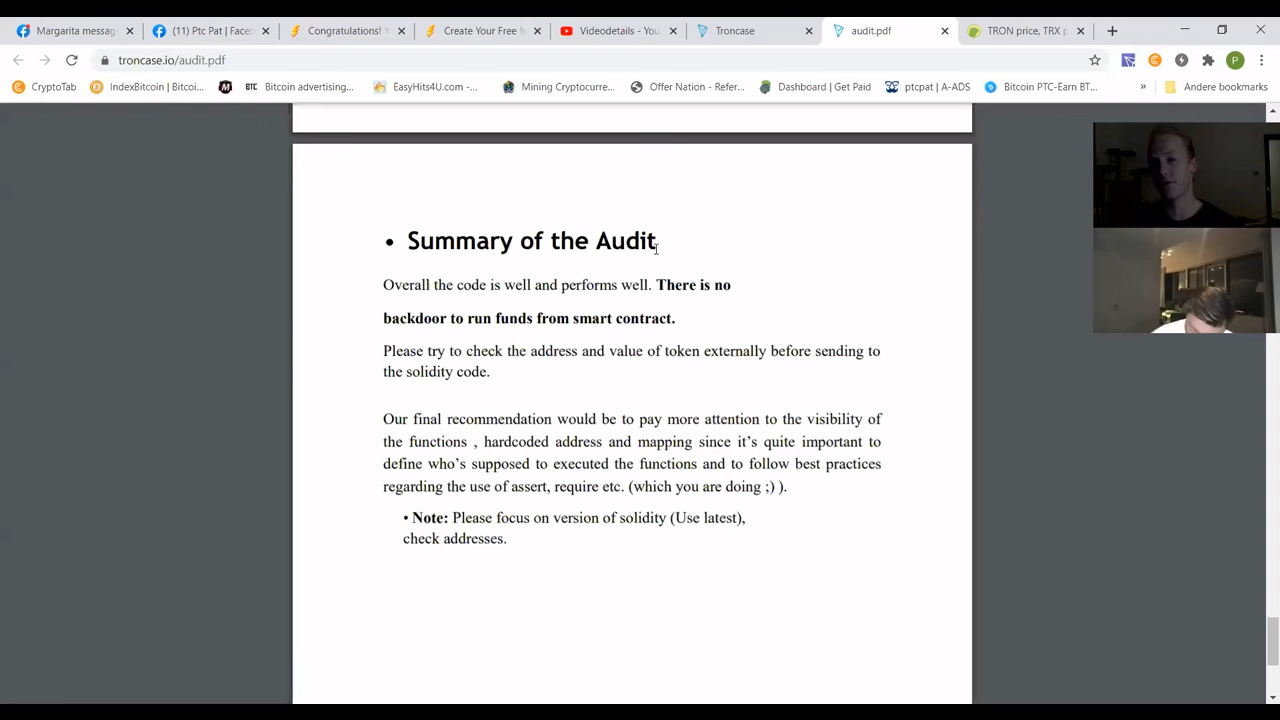 Margarita messag
(11) Ptc Pat | Faceb
Congratulations! Y
Create Your Free M
Videodetails - You
Troncase
audit.pdf
TRON price, TRX p
troncase.io/audit.pdf
P
CryptoTab
IndexBitcoin | Bitcoi...
BTC Bitcoin advertising...
EasyHits4U.com -...
Mining Cryptocurre...
Offer Nation - Refer...
Dashboard | Get Paid
ptcpat | A-ADS
Bitcoin PTC-Earn BT...
»
Andere bookmarks
• Summary of the Audit
Overall the code is well and performs well. There is no
backdoor to run funds from smart contract.
Please try to check the address and value of token externally before sending to
the solidity code.
Our final recommendation would be to pay more attention to the visibility of
the functions , hardcoded address and mapping since it’s quite important to
define who’s supposed to executed the functions and to follow best practices
regarding the use of assert, require etc. (which you are doing ;) ).
• Note: Please focus on version of solidity (Use latest),
check addresses.